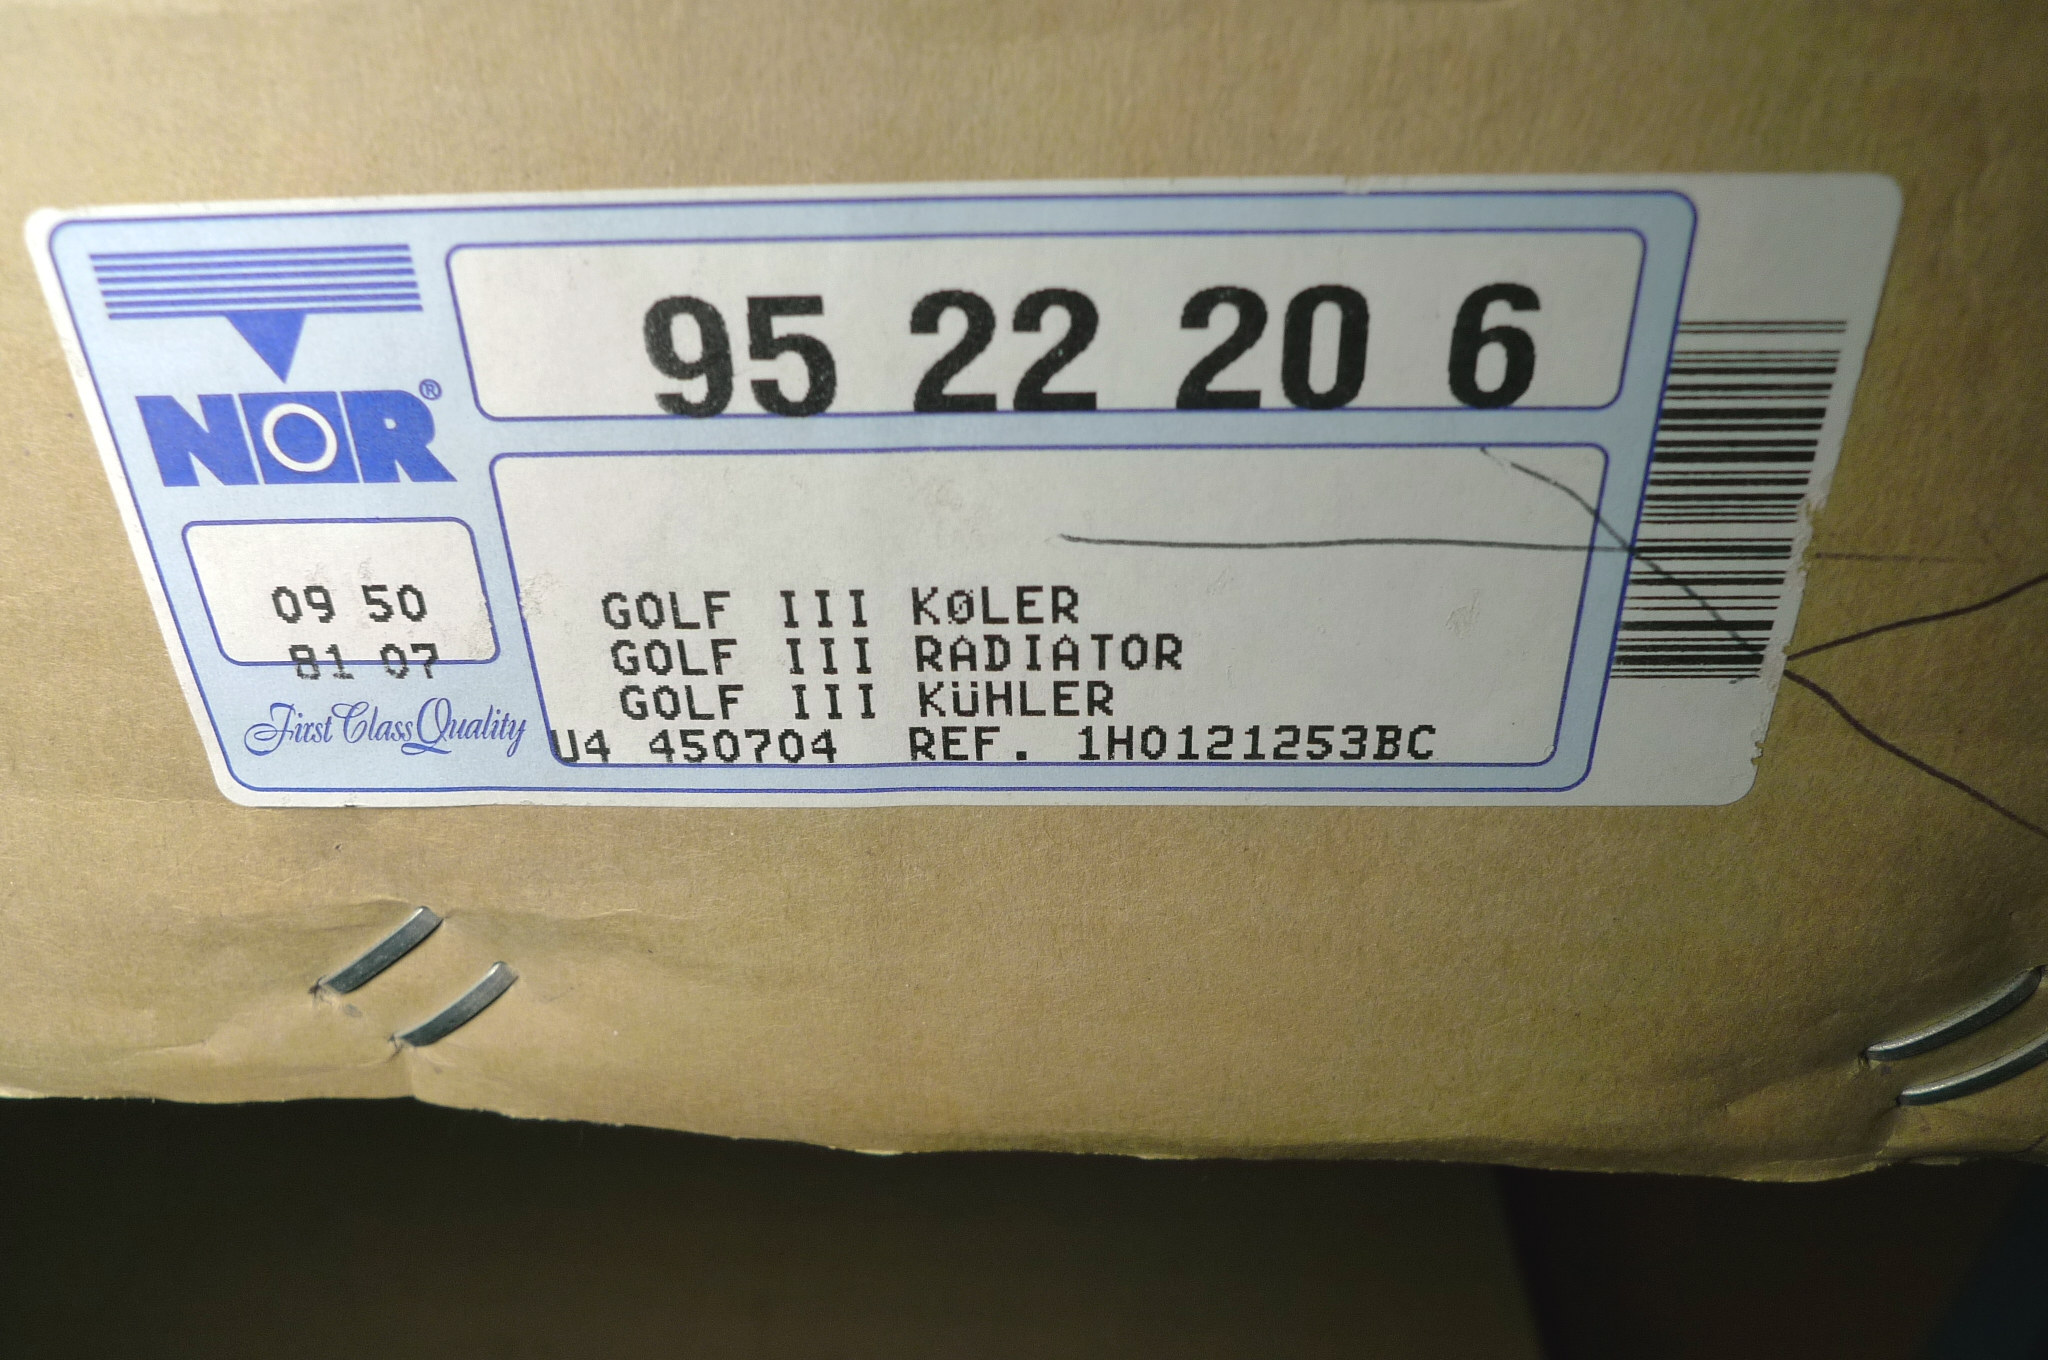 NOR®
95 22 20 6
09 50
81 07
First Class Quality
GOLF III KØLER
GOLF III RADIATOR
GOLF III KÜHLER
U4 450704 REF. 1H0121253BC